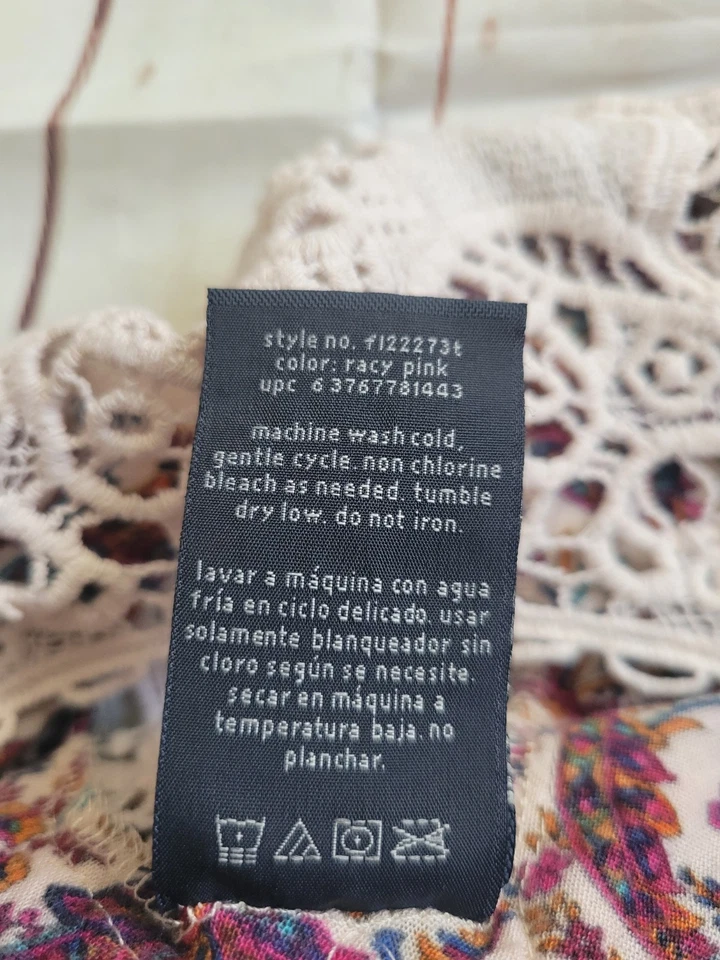 style no. f122273t
color: racy pink
upc 6 3767781443
machine wash cold,
gentle cycle. non chlorine
bleach as needed. tumble
dry low. do not iron.
lavar a máquina con agua
fría en ciclo delicado. usar
solamente blanqueador sin
cloro según se necesite.
secar en máquina a
temperatura baja. no
planchar.